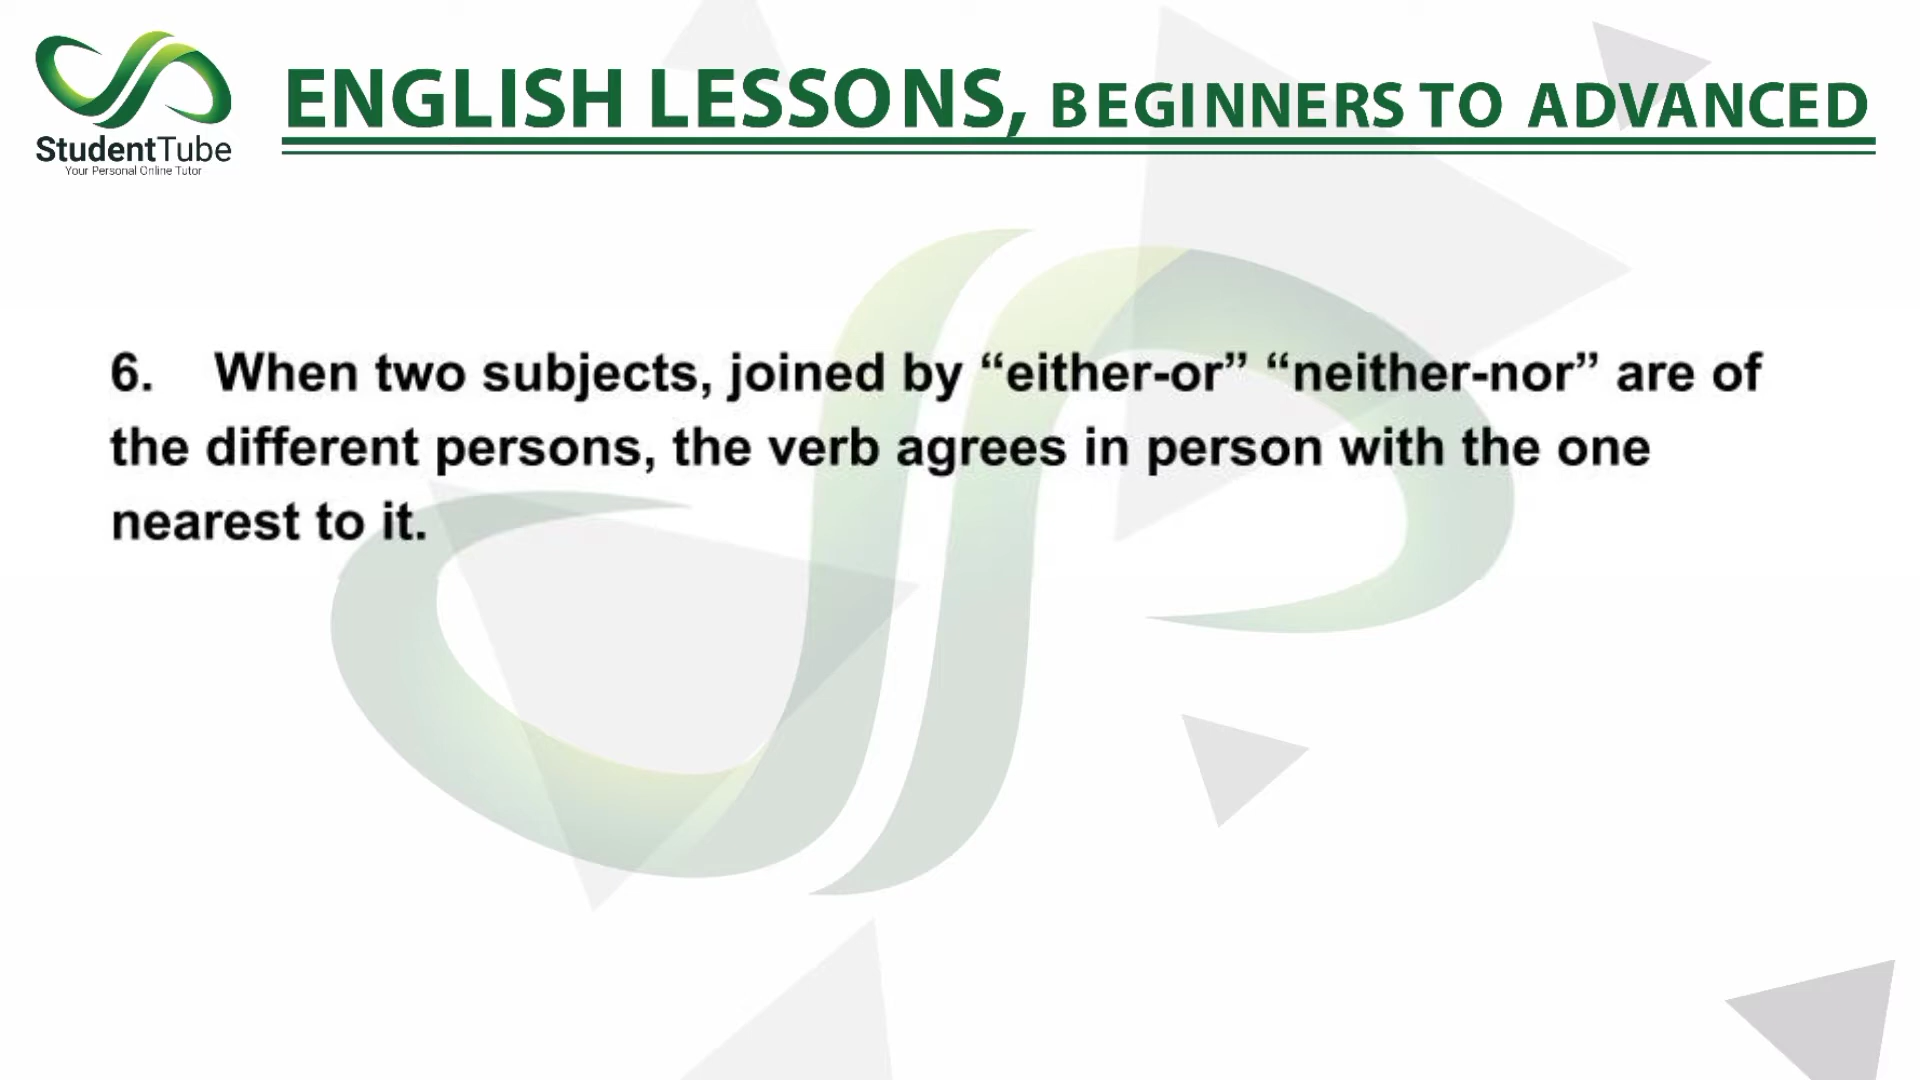 StudentTube
Your Personal Online Tutor
ENGLISH LESSONS, BEGINNERS TO ADVANCED
6. When two subjects, joined by “either-or” “neither-nor” are of
the different persons, the verb agrees in person with the one
nearest to it.